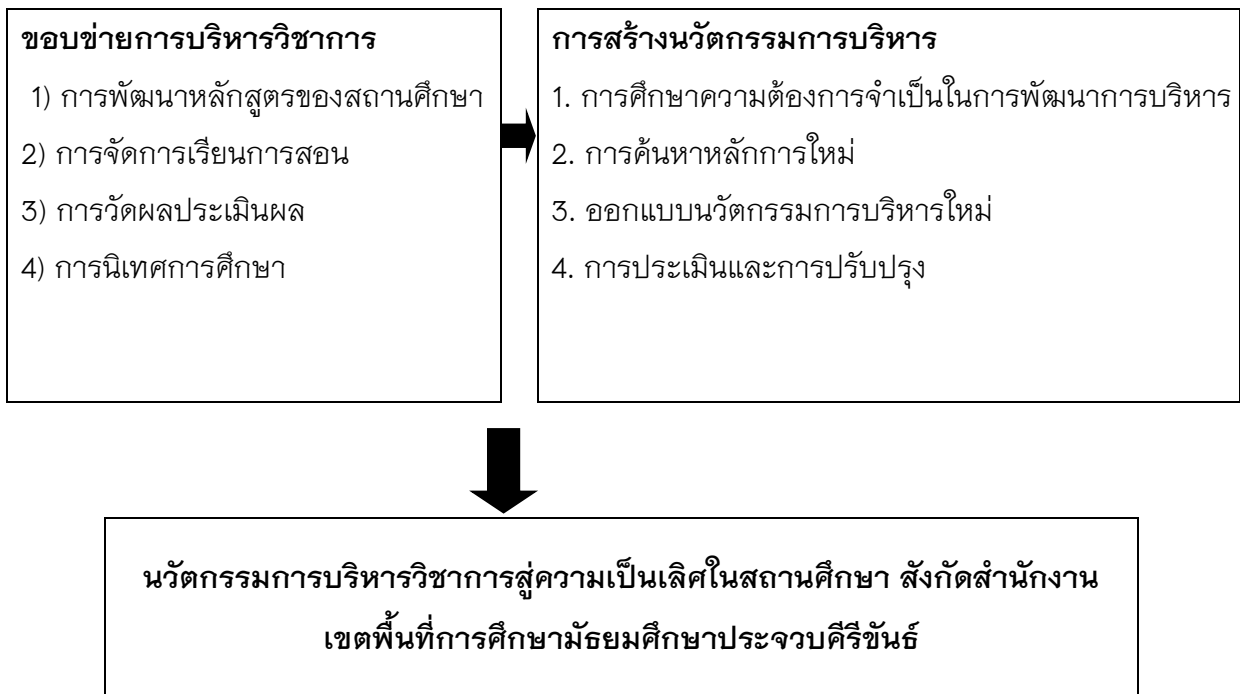 ขอบข่ายการบริหารวิชาการ
1) การพัฒนาหลักสูตรของสถานศึกษา
2) การจัดการเรียนการสอน
3) การวัดผลประเมินผล
4) การนิเทศการศึกษา
การสร้างนวัตกรรมการบริหาร
1. การศึกษาความต้องการจำเป็นในการพัฒนาการบริหาร
2. การค้นหาหลักการใหม่
3. ออกแบบนวัตกรรมการบริหารใหม่
4. การประเมินและการปรับปรุง
นวัตกรรมการบริหารวิชาการสู่ความเป็นเลิศในสถานศึกษา สังกัดสำนักงาน
เขตพื้นที่การศึกษามัธยมศึกษาประจวบคีรีขันธ์